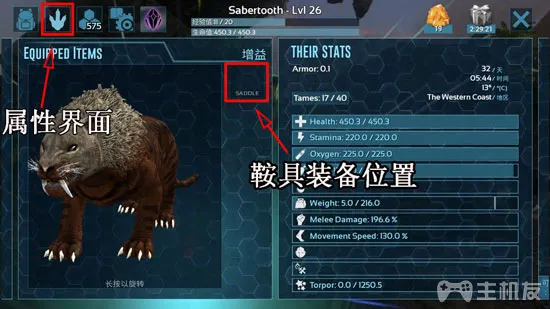 Sabertooth - Lvl 26
经验值Ⅲ / 20
生命值 450.3 / 450.3
575
19
2:29:21
EQUIPPED ITEMS
增益
SADDLE
属性界面
鞍具装备位置
长按以旋转
THEIR STATS
Armor: 0.1
32 / 天
05:44 / 时间
13° / °C
Tames: 17 / 40
The Western Coast / 地区
Health: 450.3 / 450.3
Stamina: 220.0 / 220.0
Oxygen: 225.0 / 225.0
Weight: 5.0 / 216.0
Melee Damage: 196.6 %
Movement Speed: 130.0 %
Torpor: 0.0 / 1250.5
主机友